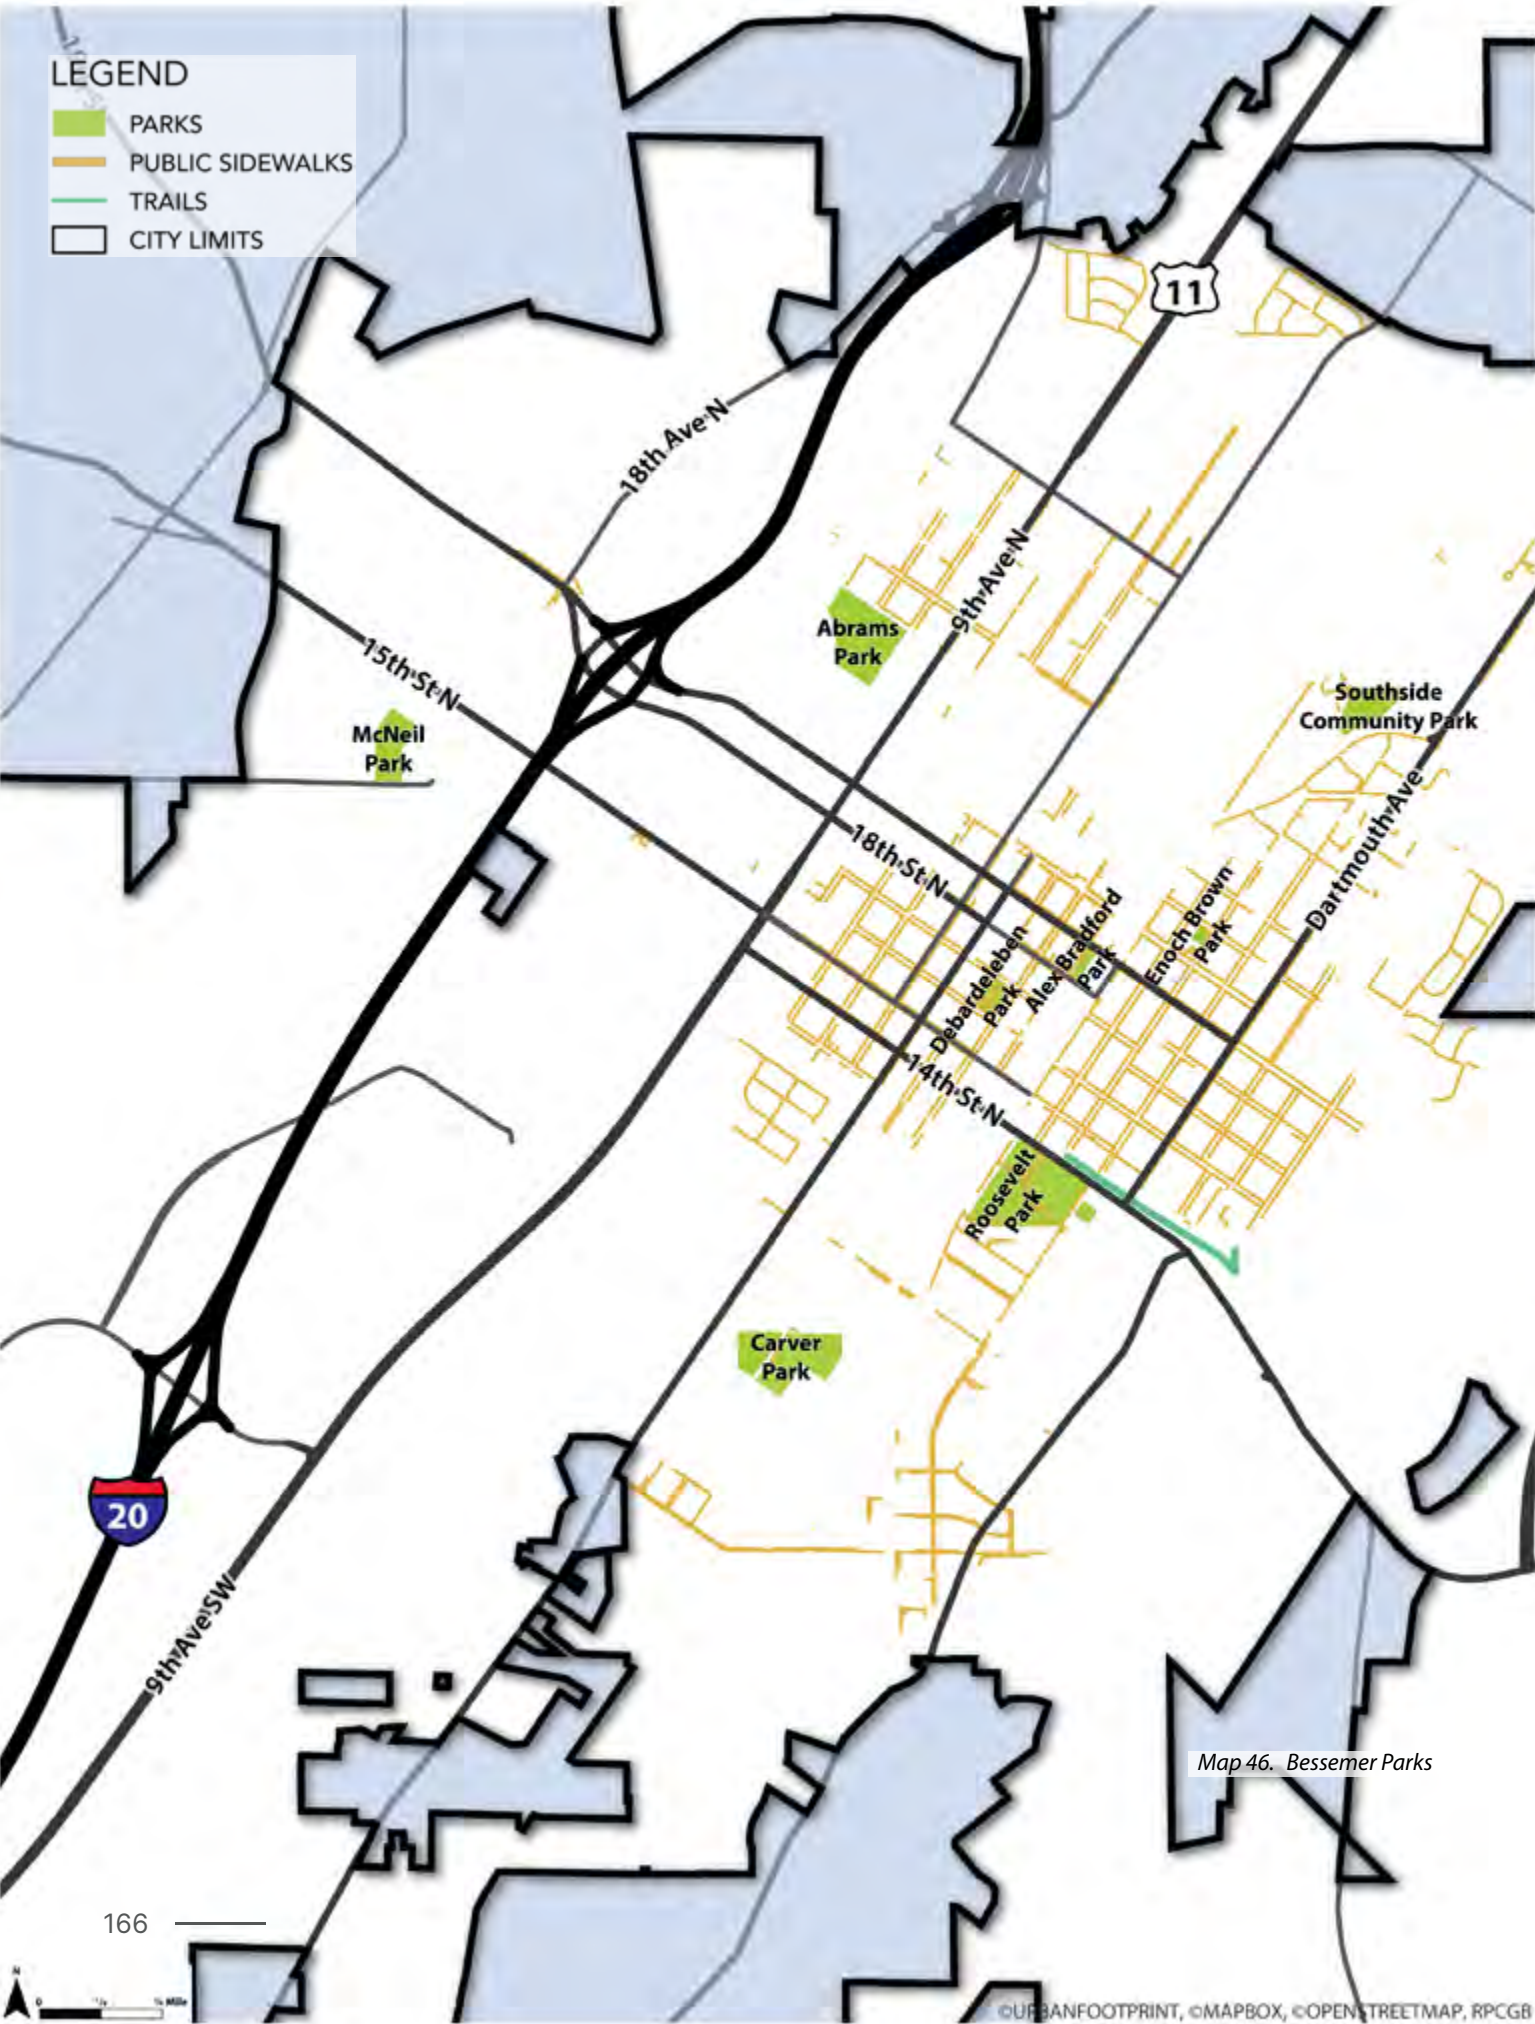 LEGEND
PARKS
PUBLIC SIDEWALKS
TRAILS
CITY LIMITS
11
18th Ave N
9th Ave N
Abrams
Park
15th St N
McNeil
Park
Southside
Community Park
18th St N
Dartmouth Ave
Enoch Brown
Park
Alex Bradford
Park
Debardeleben
Park
14th St N
Roosevelt
Park
Carver
Park
20
9th Ave SW
Map 46. Bessemer Parks
166
N
0
Mile
©URBANFOOTPRINT, ©MAPBOX, ©OPENSTREETMAP, RPCGB